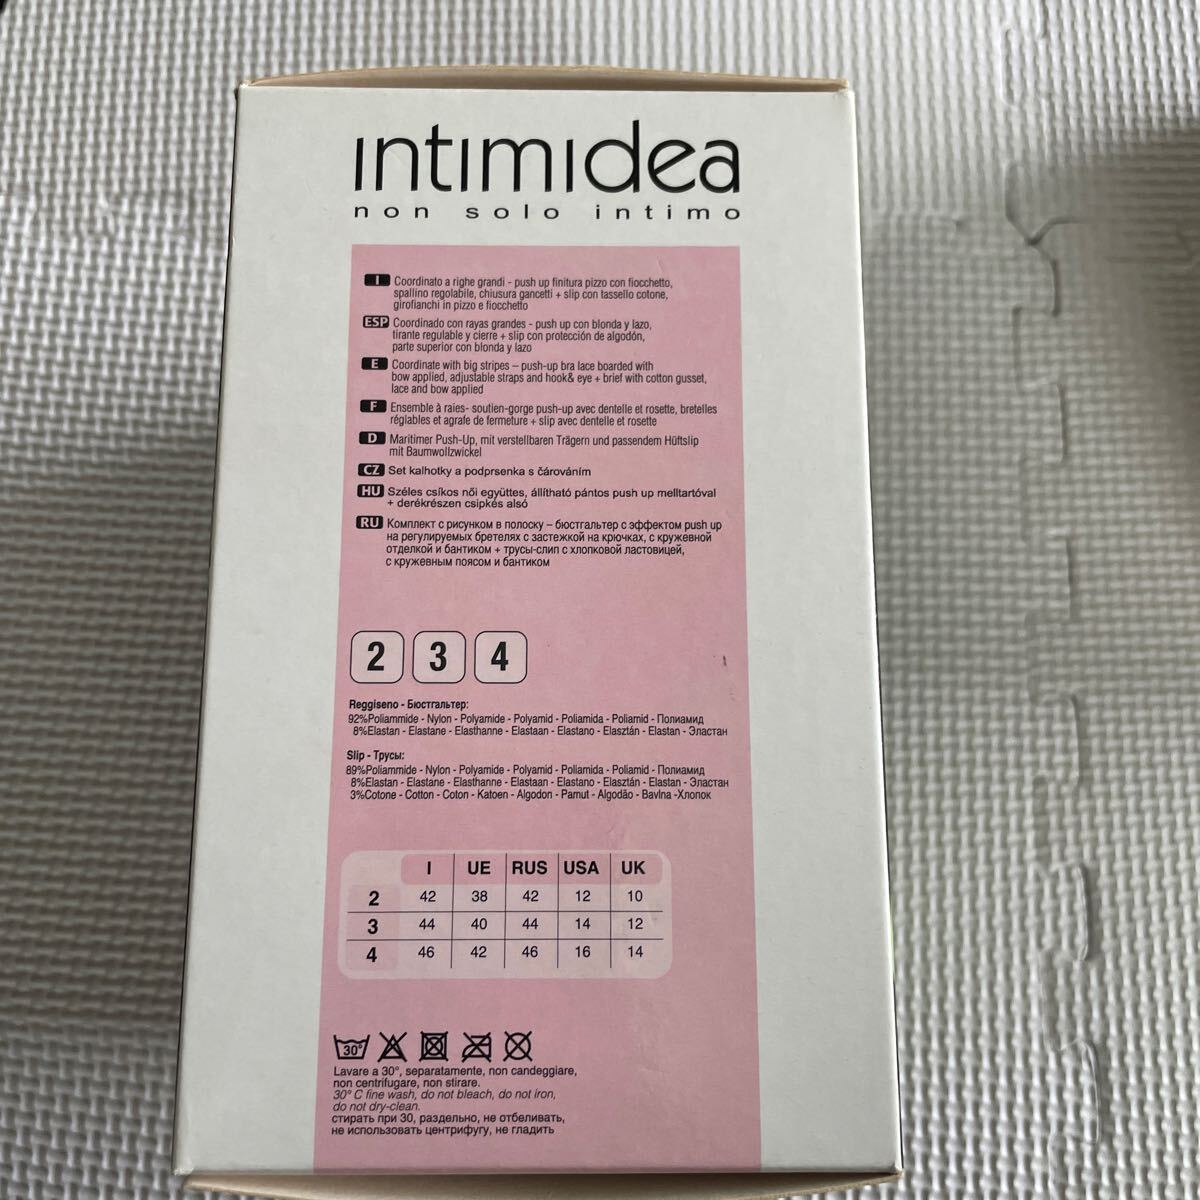 intimidea
non solo intimo
I Coordinato a righe grandi - push up finitura pizzo con fiocchetto,
spallino regolabile, chiusura gancetti + slip con tassello cotone,
girofianchi in pizzo e fiocchetto
ESP Coordinado con rayas grandes - push up con blonda y lazo,
tirante regulable y cierre + slip con protección de algodón,
parte superior con blonda y lazo
E Coordinate with big stripes – push-up bra lace boarded with
bow applied, adjustable straps and hook& eye + brief with cotton gusset,
lace and bow applied
F Ensemble à raies- soutien-gorge push-up avec dentelle et rosette, bretelles
réglables et agrafe de fermeture + slip avec dentelle et rosette
D Maritimer Push-Up, mit verstellbaren Trägern und passendem Hüftslip
mit Baumwollzwickel
CZ Set kalhotky a podprsenka s čárováním
HU Széles csíkos női együttes, állítható pántos push up melltartóval
+ derékrészen csipkés alsó
RU Комплект с рисунком в полоску – бюстгальтер с эффектом push up
на регулируемых бретелях с застежкой на крючках, с кружевной
отделкой и бантиком + трусы-слип с хлопковой ластовицей,
с кружевным поясом и бантиком
2 3 4
Reggiseno - Бюстгальтер:
92%Poliammide - Nylon - Polyamide - Polyamid - Poliamida - Poliamid - Полиамид
8%Elastan - Elastane - Elasthanne - Elastaan - Elastano - Elasztán - Elastan - Эластан
Slip - Трусы:
89%Poliammide - Nylon - Polyamide - Polyamid - Poliamida - Poliamid - Полиамид
8%Elastan - Elastane - Elasthanne - Elastaan - Elastano - Elasztán - Elastan - Эластан
3%Cotone - Cotton - Coton - Katoen - Algodon - Pamut - Algodão - Bavlna -Хлопок
I UE RUS USA UK
2 42 38 42 12 10
3 44 40 44 14 12
4 46 42 46 16 14
30°
Lavare a 30°, separatamente, non candeggiare,
non centrifugare, non stirare.
30° C fine wash, do not bleach, do not iron,
do not dry-clean.
стирать при 30, раздельно, не отбеливать,
не использовать центрифугу, не гладить